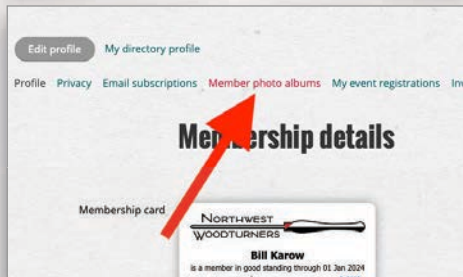 Edit profile My directory profile
Profile Privacy Email subscriptions Member photo albums My event registrations
Membership details
Membership card
NORTHWEST
WOODTURNERS
Bill Karow
is a member in good standing through 01 Jan 2024